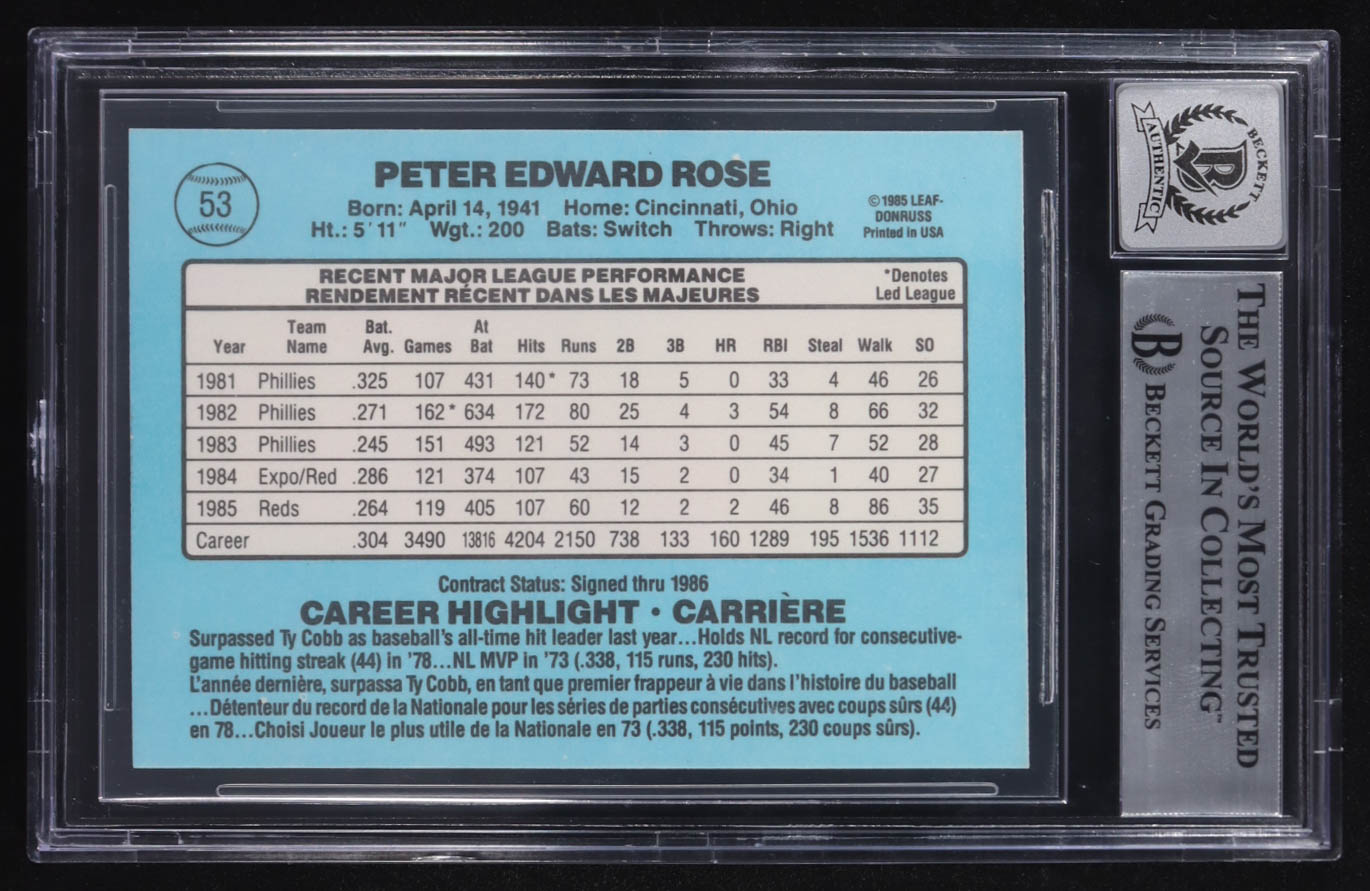 53
PETER EDWARD ROSE
Born: April 14, 1941 Home: Cincinnati, Ohio
Ht.: 5' 11" Wgt.: 200 Bats: Switch Throws: Right
©1985 LEAF-
DONRUSS
Printed in USA
RECENT MAJOR LEAGUE PERFORMANCE
RENDEMENT RÉCENT DANS LES MAJEURES
*Denotes
Led League
Year Team Name Bat. Avg. Games At Bat Hits Runs 2B 3B HR RBI Steal Walk SO
1981 Phillies .325 107 431 140* 73 18 5 0 33 4 46 26
1982 Phillies .271 162* 634 172 80 25 4 3 54 8 66 32
1983 Phillies .245 151 493 121 52 14 3 0 45 7 52 28
1984 Expo/Red .286 121 374 107 43 15 2 0 34 1 40 27
1985 Reds .264 119 405 107 60 12 2 2 46 8 86 35
Career .304 3490 13816 4204 2150 738 133 160 1289 195 1536 1112
Contract Status: Signed thru 1986
CAREER HIGHLIGHT • CARRIÈRE
Surpassed Ty Cobb as baseball's all-time hit leader last year...Holds NL record for consecutive-
game hitting streak (44) in '78...NL MVP in '73 (.338, 115 runs, 230 hits).
L'année dernière, surpassa Ty Cobb, en tant que premier frappeur à vie dans l'histoire du baseball
...Détenteur du record de la Nationale pour les séries de parties consécutives avec coups sûrs (44)
en 78...Choisi Joueur le plus utile de la Nationale en 73 (.338, 115 points, 230 coups sûrs).
BECKETT
AUTHENTIC
THE WORLD'S MOST TRUSTED
SOURCE IN COLLECTING™
B BECKETT GRADING SERVICES